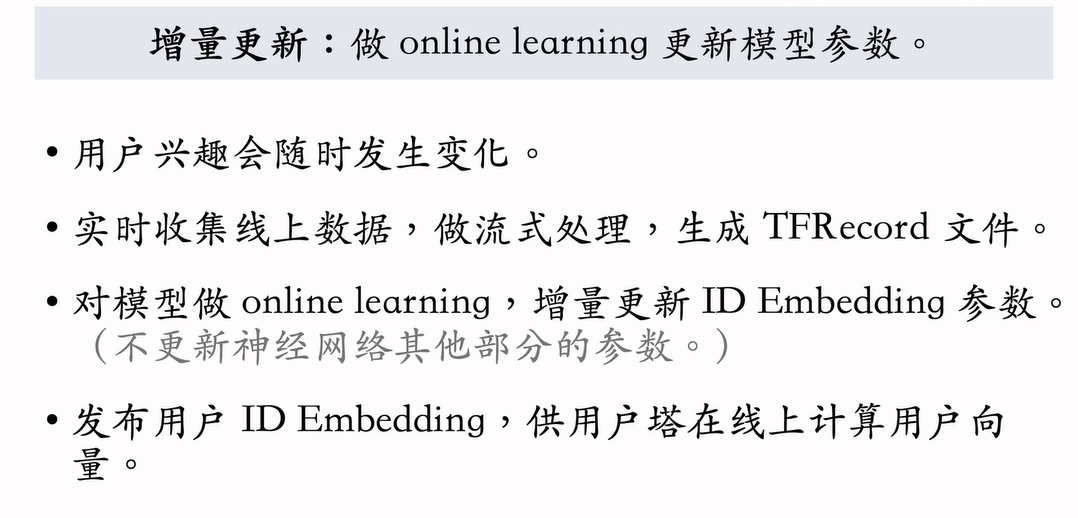 增量更新：做 online learning 更新模型参数。
• 用户兴趣会随时发生变化。
• 实时收集线上数据，做流式处理，生成 TFRecord 文件。
• 对模型做 online learning，增量更新 ID Embedding 参数。
（不更新神经网络其他部分的参数。）
• 发布用户 ID Embedding，供用户塔在线上计算用户向
量。